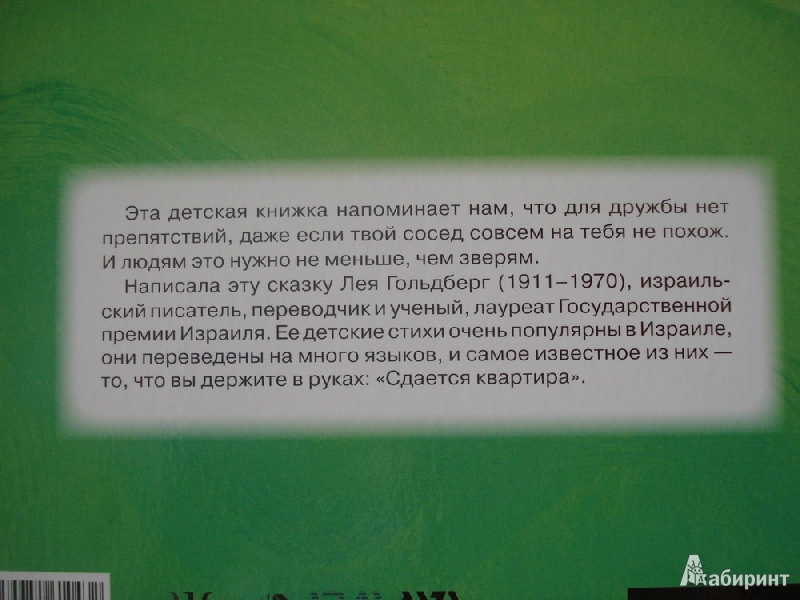 Эта детская книжка напоминает нам, что для дружбы нет
препятствий, даже если твой сосед совсем на тебя не похож.
И людям это нужно не меньше, чем зверям.
Написала эту сказку Лея Гольдберг (1911–1970), израиль-
ский писатель, переводчик и ученый, лауреат Государственной
премии Израиля. Ее детские стихи очень популярны в Израиле,
они переведены на много языков, и самое известное из них —
то, что вы держите в руках: «Сдается квартира».
Лабиринт